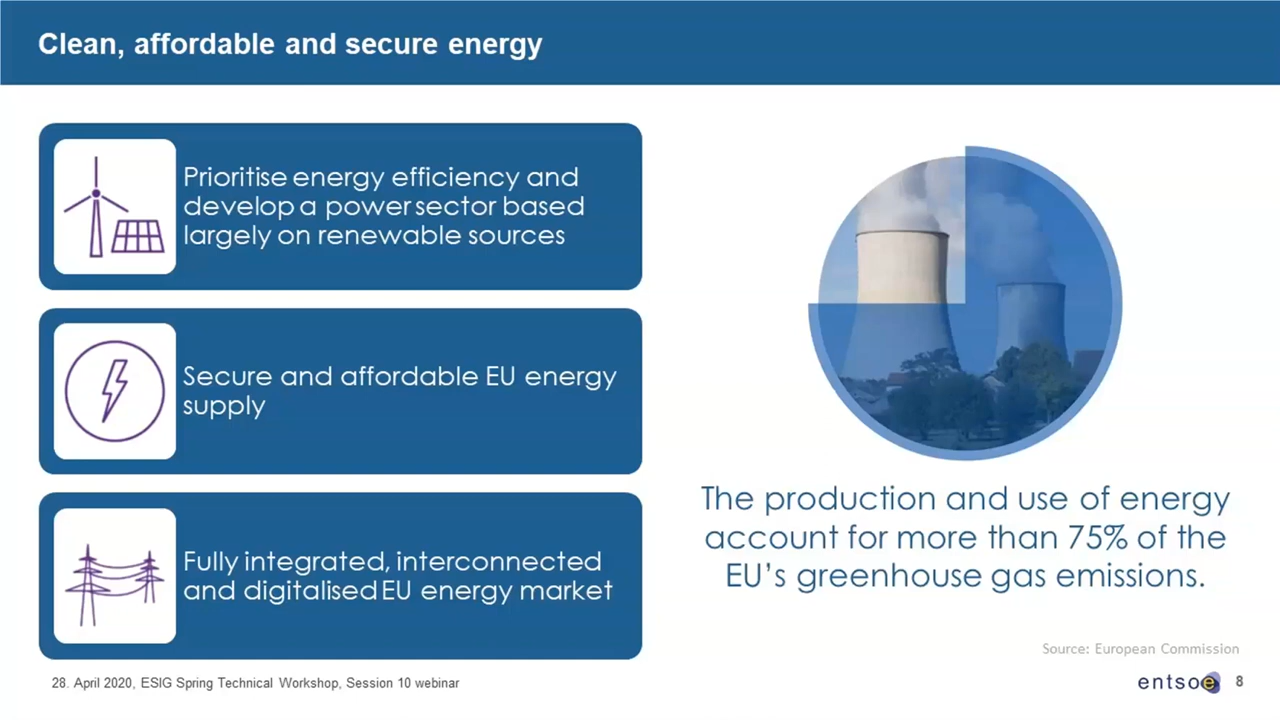 Clean, affordable and secure energy
Prioritise energy efficiency and
develop a power sector based
largely on renewable sources
Secure and affordable EU energy
supply
Fully integrated, interconnected
and digitalised EU energy market
The production and use of energy
account for more than 75% of the
EU’s greenhouse gas emissions.
Source: European Commission
28. April 2020, ESIG Spring Technical Workshop, Session 10 webinar
entsoe
8